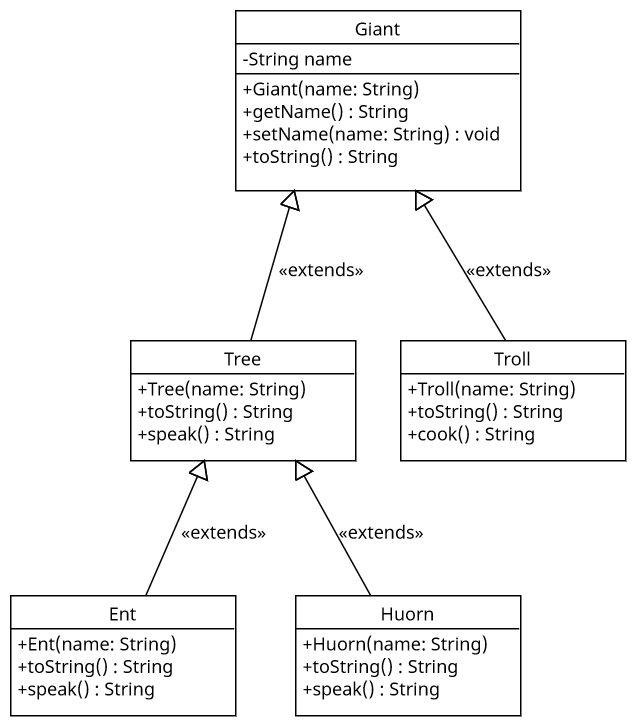 Giant
-String name
+Giant(name: String)
+getName() : String
+setName(name: String) : void
+toString() : String
«extends»
«extends»
Tree
+Tree(name: String)
+toString() : String
+speak() : String
Troll
+Troll(name: String)
+toString() : String
+cook() : String
«extends»
«extends»
Ent
+Ent(name: String)
+toString() : String
+speak() : String
Huorn
+Huorn(name: String)
+toString() : String
+speak() : String